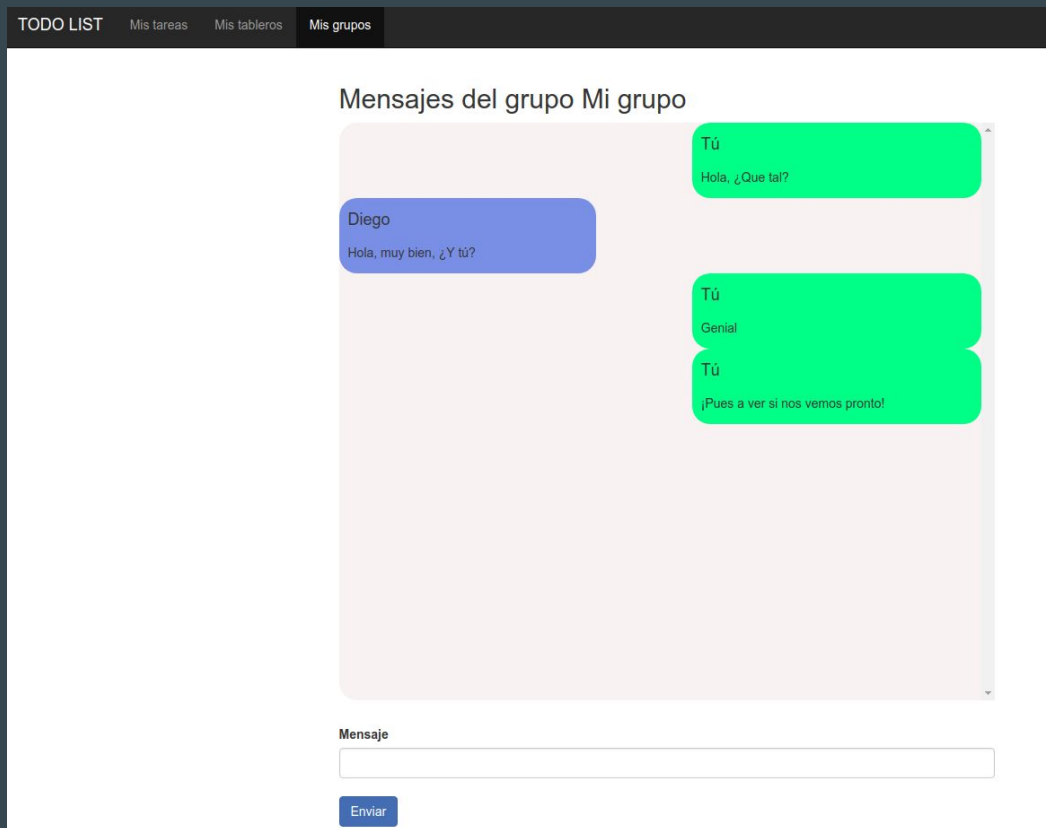 TODO LIST Mis tareas Mis tableros Mis grupos
Mensajes del grupo Mi grupo
Tú
Hola, ¿Que tal?
Diego
Hola, muy bien, ¿Y tú?
Tú
Genial
Tú
¡Pues a ver si nos vemos pronto!
Mensaje
Enviar